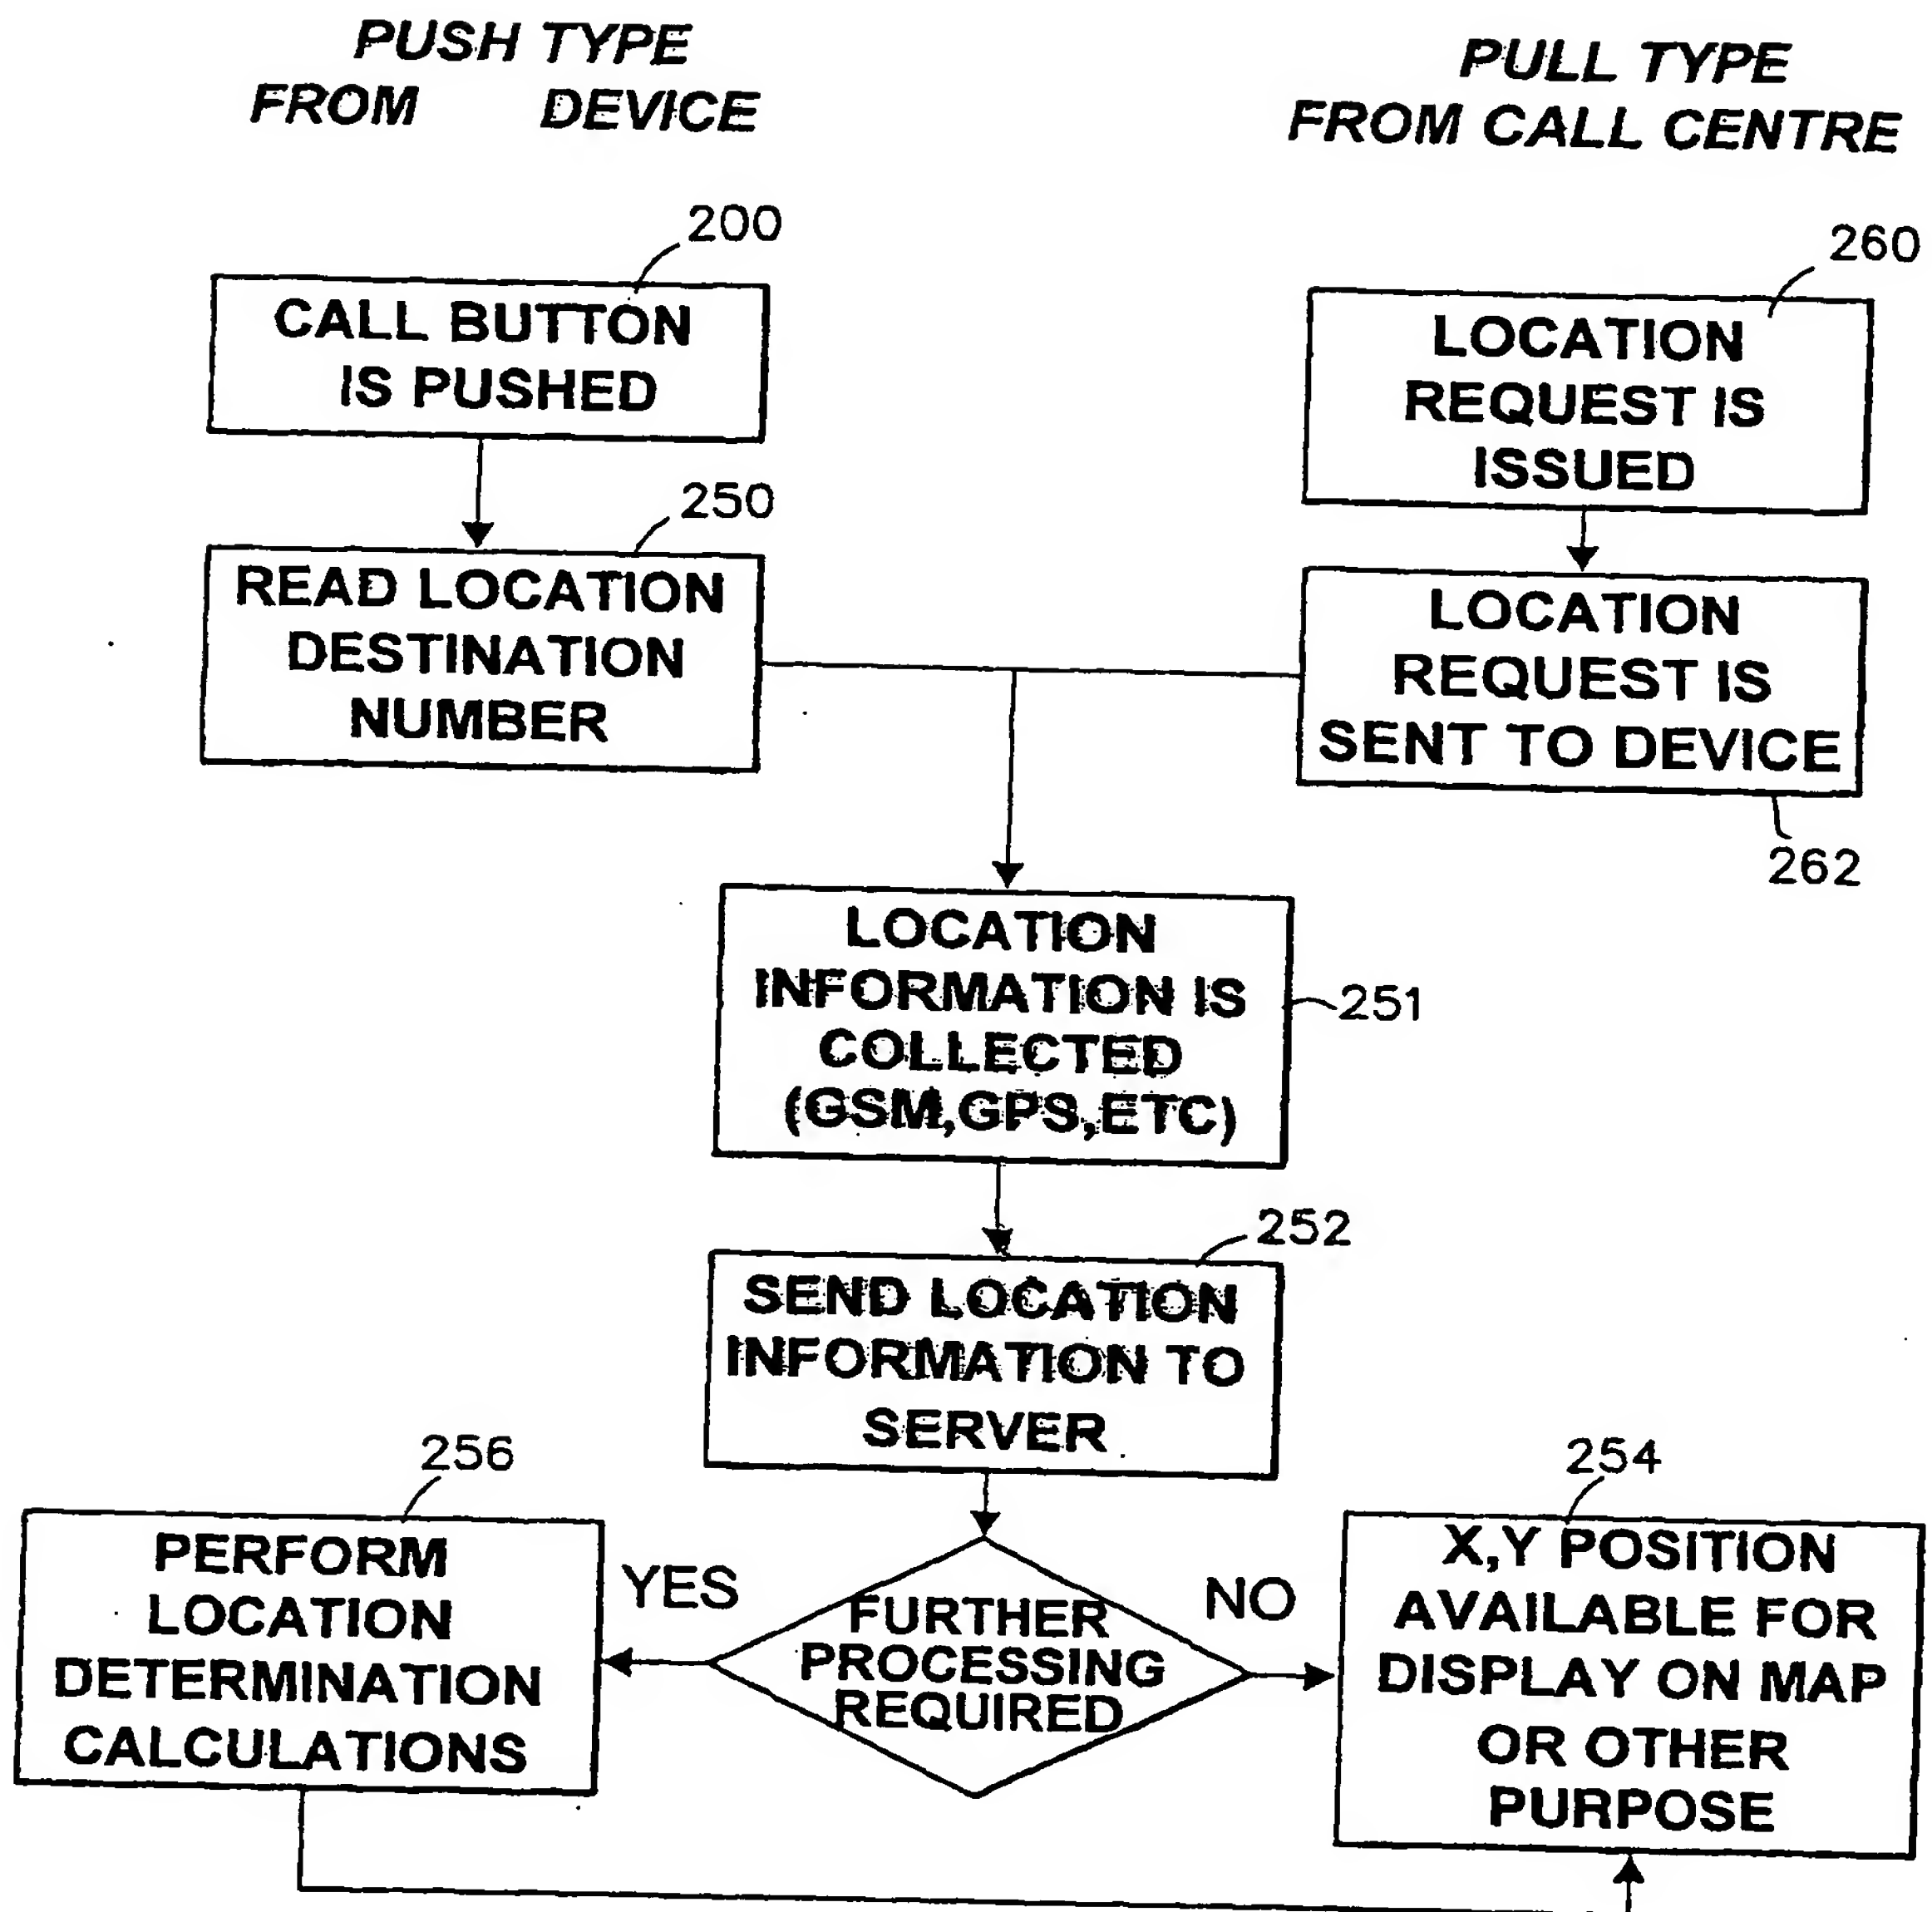 PUSH TYPE
FROM DEVICE
PULL TYPE
FROM CALL CENTRE
200
CALL BUTTON
IS PUSHED
260
LOCATION
REQUEST IS
ISSUED
250
READ LOCATION
DESTINATION
NUMBER
LOCATION
REQUEST IS
SENT TO DEVICE
262
LOCATION
INFORMATION IS
COLLECTED
(GSM,GPS,ETC)
251
252
SEND LOCATION
INFORMATION TO
SERVER
256
PERFORM
LOCATION
DETERMINATION
CALCULATIONS
YES
FURTHER
PROCESSING
REQUIRED
NO
254
X,Y POSITION
AVAILABLE FOR
DISPLAY ON MAP
OR OTHER
PURPOSE